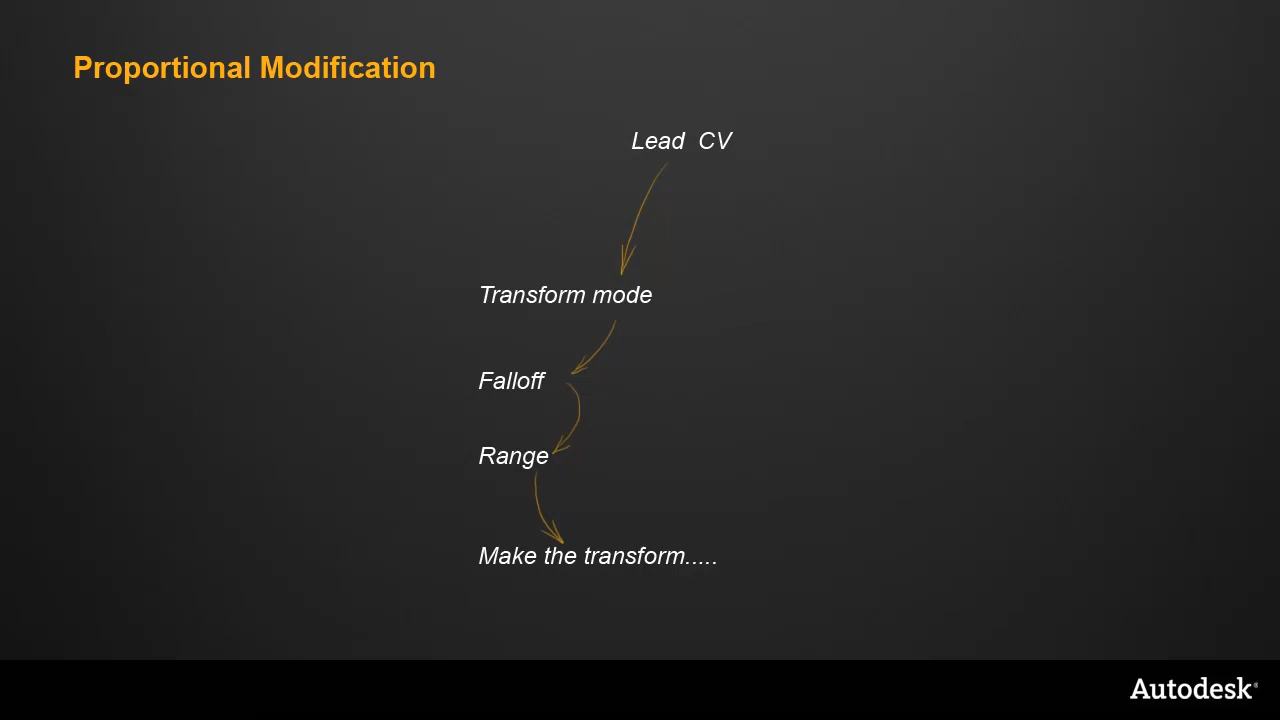 Proportional Modification
Lead CV
Transform mode
Falloff
Range
Make the transform.....
Autodesk®